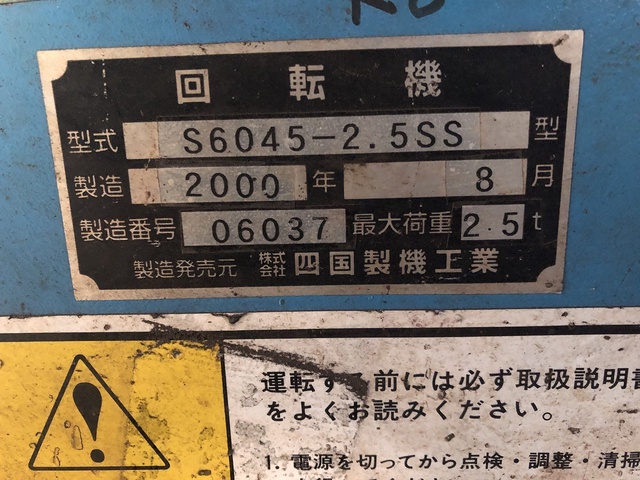 回転機
型式 S6045-2.5SS 型
製造 2000 年 8 月
製造番号 06037 最大荷重 2.5 t
製造発売元 株式会社 四国製機工業
運転する前には必ず取扱説明書
をよくお読みください。
1. 電源を切ってから点検・調整・清掃